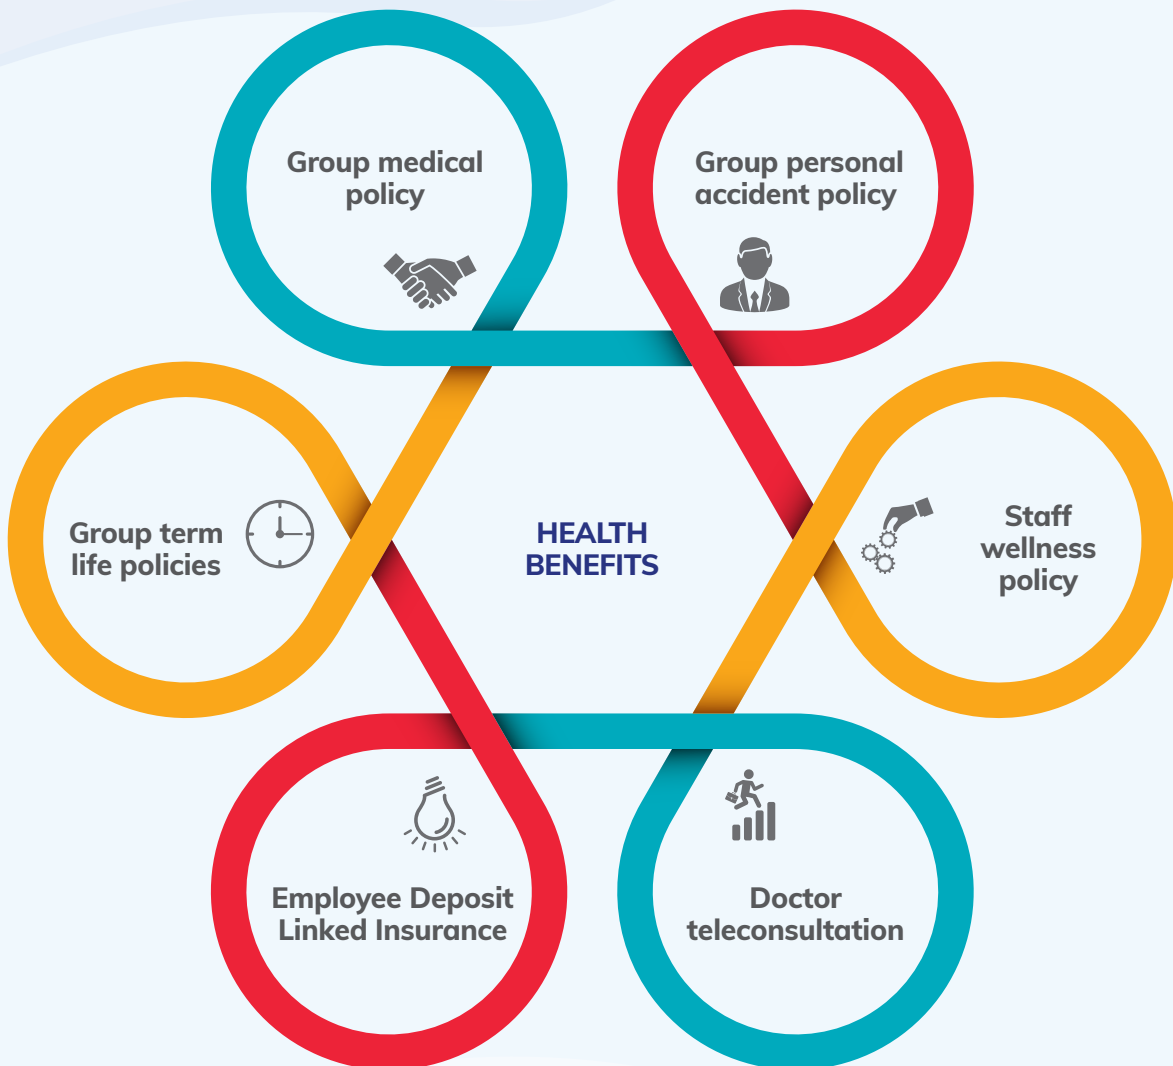 Group medical
policy
Group personal
accident policy
Group term
life policies
HEALTH
BENEFITS
Staff
wellness
policy
Employee Deposit
Linked Insurance
Doctor
teleconsultation